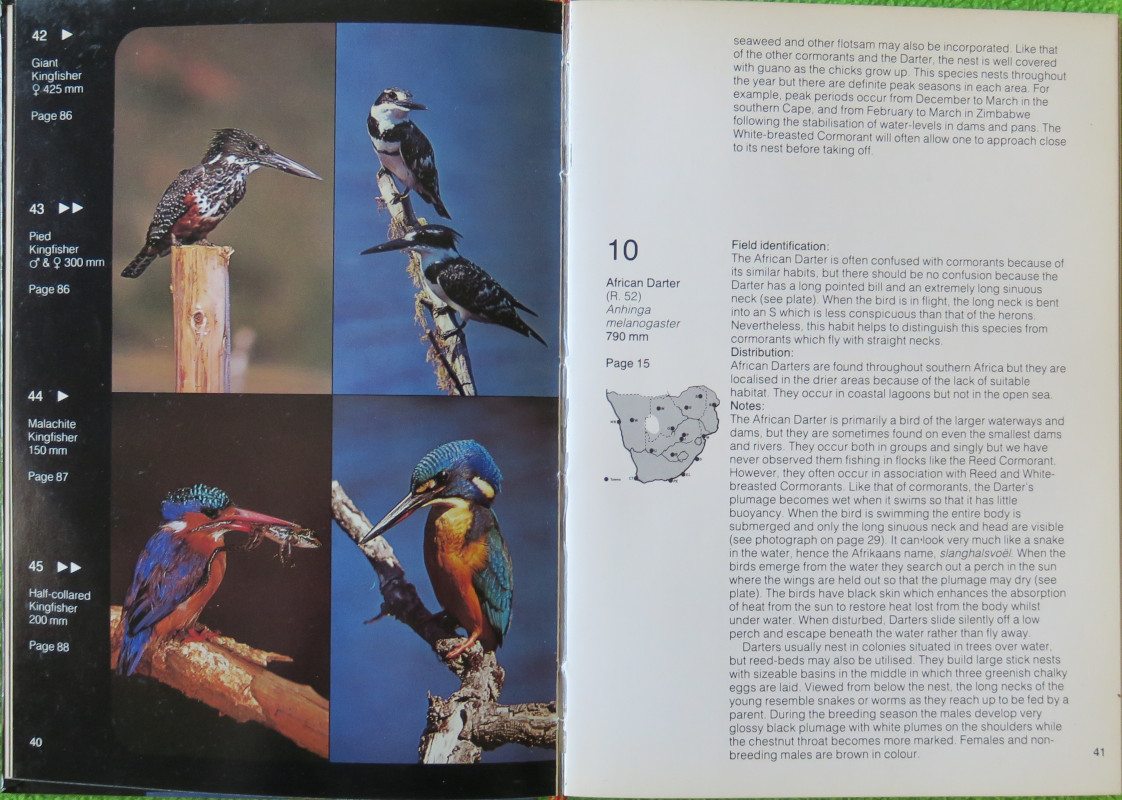 42 ▶
Giant
Kingfisher
♀ 425 mm
Page 86
43 ▶▶
Pied
Kingfisher
♂ & ♀ 300 mm
Page 86
44 ▶
Malachite
Kingfisher
150 mm
Page 87
45 ▶▶
Half-collared
Kingfisher
200 mm
Page 88
40
seaweed and other flotsam may also be incorporated. Like that
of the other cormorants and the Darter, the nest is well covered
with guano as the chicks grow up. This species nests throughout
the year but there are definite peak seasons in each area. For
example, peak periods occur from December to March in the
southern Cape, and from February to March in Zimbabwe
following the stabilisation of water-levels in dams and pans. The
White-breasted Cormorant will often allow one to approach close
to its nest before taking off.
10
African Darter
(R. 52)
Anhinga
melanogaster
790 mm
Page 15
Field identification:
The African Darter is often confused with cormorants because of
its similar habits, but there should be no confusion because the
Darter has a long pointed bill and an extremely long sinuous
neck (see plate). When the bird is in flight, the long neck is bent
into an S which is less conspicuous than that of the herons.
Nevertheless, this habit helps to distinguish this species from
cormorants which fly with straight necks.
Distribution:
African Darters are found throughout southern Africa but they are
localised in the drier areas because of the lack of suitable
habitat. They occur in coastal lagoons but not in the open sea.
Notes:
The African Darter is primarily a bird of the larger waterways and
dams, but they are sometimes found on even the smallest dams
and rivers. They occur both in groups and singly but we have
never observed them fishing in flocks like the Reed Cormorant.
However, they often occur in association with Reed and White-
breasted Cormorants. Like that of cormorants, the Darter's
plumage becomes wet when it swims so that it has little
buoyancy. When the bird is swimming the entire body is
submerged and only the long sinuous neck and head are visible
(see photograph on page 29). It can look very much like a snake
in the water, hence the Afrikaans name, slanghalsvoël. When the
birds emerge from the water they search out a perch in the sun
where the wings are held out so that the plumage may dry (see
plate). The birds have black skin which enhances the absorption
of heat from the sun to restore heat lost from the body whilst
under water. When disturbed, Darters slide silently off a low
perch and escape beneath the water rather than fly away.
Darters usually nest in colonies situated in trees over water,
but reed-beds may also be utilised. They build large stick nests
with sizeable basins in the middle in which three greenish chalky
eggs are laid. Viewed from below the nest, the long necks of the
young resemble snakes or worms as they reach up to be fed by a
parent. During the breeding season the males develop very
glossy black plumage with white plumes on the shoulders while
the chestnut throat becomes more marked. Females and non-
breeding males are brown in colour.
41